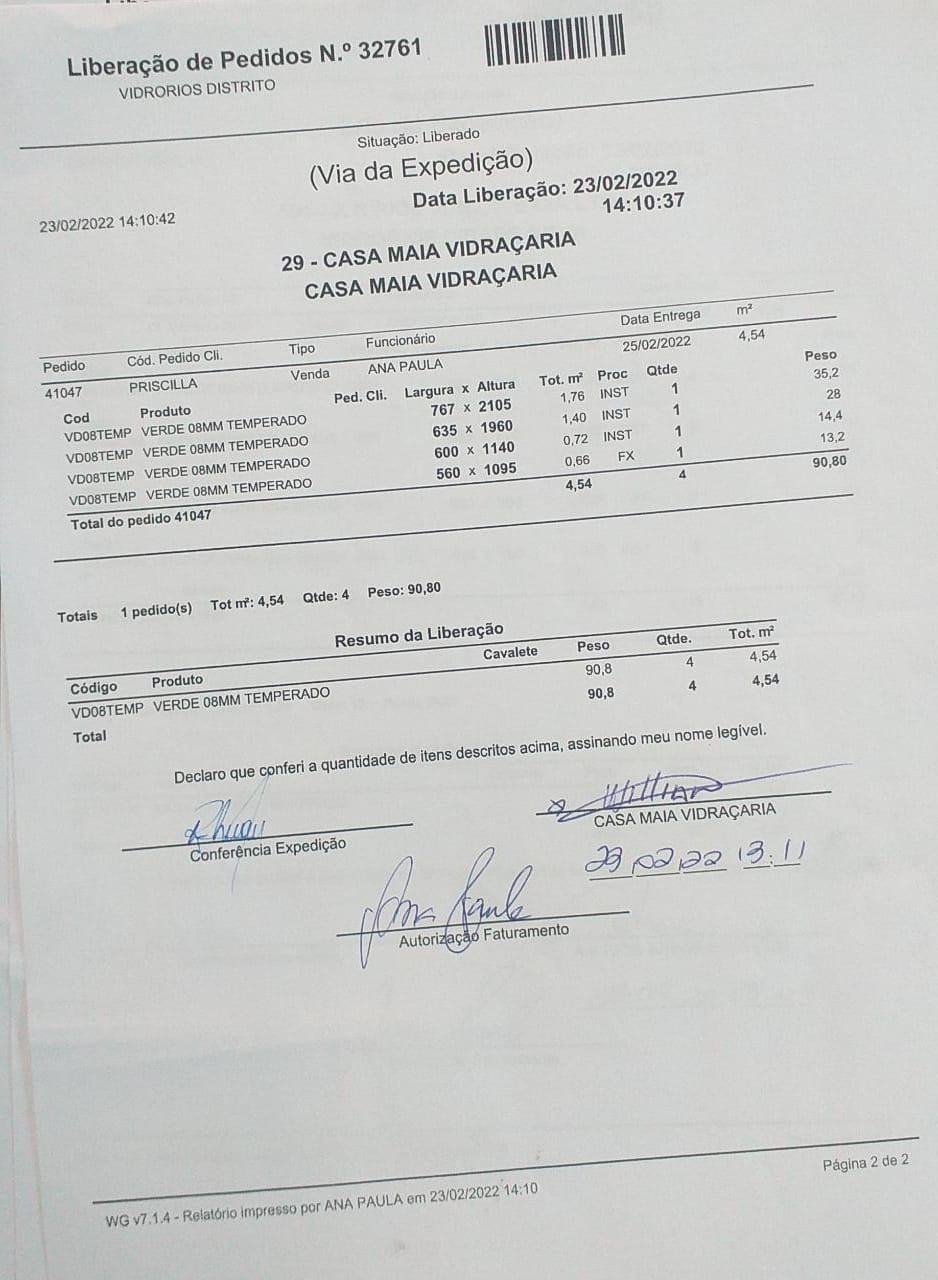 Liberação de Pedidos N.º 32761
VIDRORIOS DISTRITO
Situação: Liberado
(Via da Expedição)
Data Liberação: 23/02/2022
14:10:37
23/02/2022 14:10:42
29 - CASA MAIA VIDRAÇARIA
CASA MAIA VIDRAÇARIA
Pedido Cód. Pedido Cli. Tipo Funcionário Data Entrega m²
41047 PRISCILLA Venda ANA PAULA 25/02/2022 4,54
Cod Produto Ped. Cli. Largura x Altura Tot. m² Proc Qtde Peso
VD08TEMP VERDE 08MM TEMPERADO 767 x 2105 1,76 INST 1 35,2
VD08TEMP VERDE 08MM TEMPERADO 635 x 1960 1,40 INST 1 28
VD08TEMP VERDE 08MM TEMPERADO 600 x 1140 0,72 INST 1 14,4
VD08TEMP VERDE 08MM TEMPERADO 560 x 1095 0,66 FX 1 13,2
Total do pedido 41047 4,54 4 90,80
Totais 1 pedido(s) Tot m²: 4,54 Qtde: 4 Peso: 90,80
Resumo da Liberação
Código Produto Cavalete Peso Qtde. Tot. m²
VD08TEMP VERDE 08MM TEMPERADO 90,8 4 4,54
Total 90,8 4 4,54
Declaro que conferi a quantidade de itens descritos acima, assinando meu nome legível.
Willian
Conferência Expedição
CASA MAIA VIDRAÇARIA
23,02,22 13:11
Ana Paula
Autorização Faturamento
Página 2 de 2
WG v7.1.4 - Relatório impresso por ANA PAULA em 23/02/2022 14:10